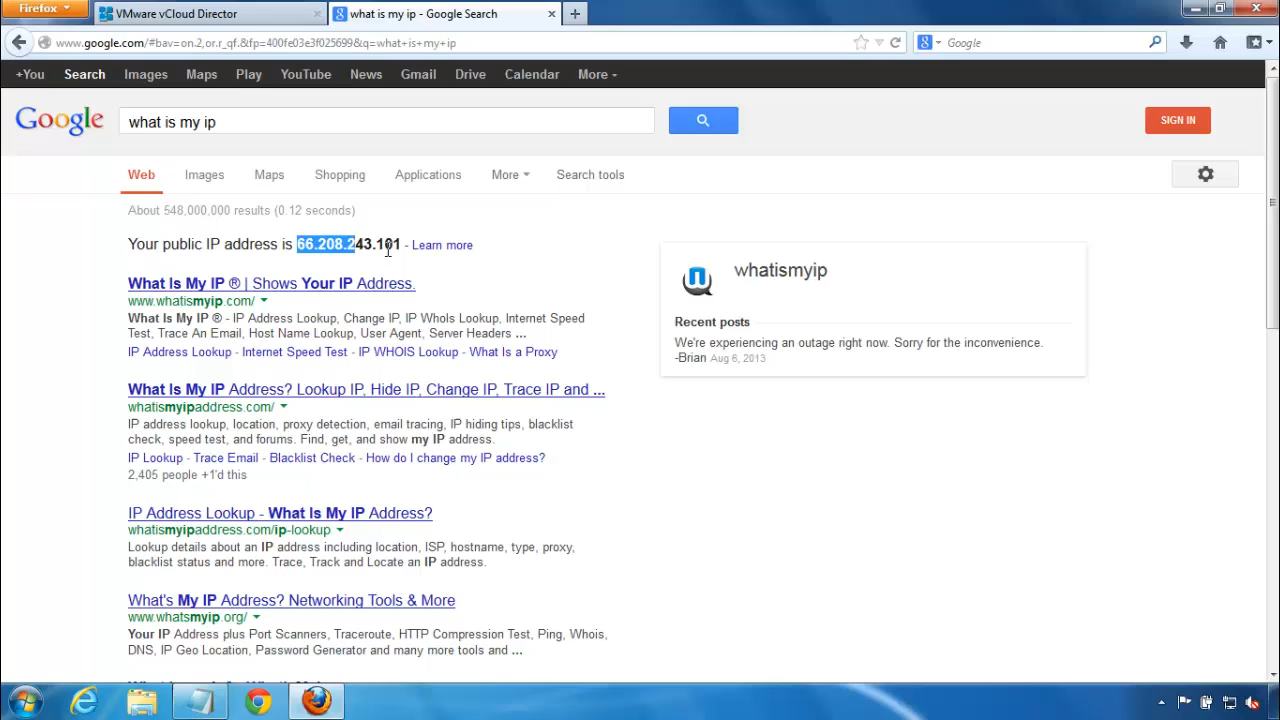 Firefox
VMware vCloud Director
what is my ip - Google Search
www.google.com/#bav=on.2,or.r_qf.&fp=400fe03e3f025699&q=what+is+my+ip
Google
+You Search Images Maps Play YouTube News Gmail Drive Calendar More
Google
what is my ip
SIGN IN
Web Images Maps Shopping Applications More Search tools
About 548,000,000 results (0.12 seconds)
Your public IP address is 66.208.243.101 - Learn more
What Is My IP ® | Shows Your IP Address.
www.whatismyip.com/
What Is My IP ® - IP Address Lookup, Change IP, IP WhoIs Lookup, Internet Speed
Test, Trace An Email, Host Name Lookup, User Agent, Server Headers ...
IP Address Lookup - Internet Speed Test - IP WHOIS Lookup - What Is a Proxy
What Is My IP Address? Lookup IP, Hide IP, Change IP, Trace IP and ...
whatismyipaddress.com/
IP address lookup, location, proxy detection, email tracing, IP hiding tips, blacklist
check, speed test, and forums. Find, get, and show my IP address.
IP Lookup - Trace Email - Blacklist Check - How do I change my IP address?
2,405 people +1'd this
IP Address Lookup - What Is My IP Address?
whatismyipaddress.com/ip-lookup
Lookup details about an IP address including location, ISP, hostname, type, proxy,
blacklist status and more. Trace, Track and Locate an IP address.
What's My IP Address? Networking Tools & More
www.whatsmyip.org/
Your IP Address plus Port Scanners, Traceroute, HTTP Compression Test, Ping, Whois,
DNS, IP Geo Location, Password Generator and many more tools and ...
whatismyip
Recent posts
We're experiencing an outage right now. Sorry for the inconvenience.
-Brian Aug 6, 2013